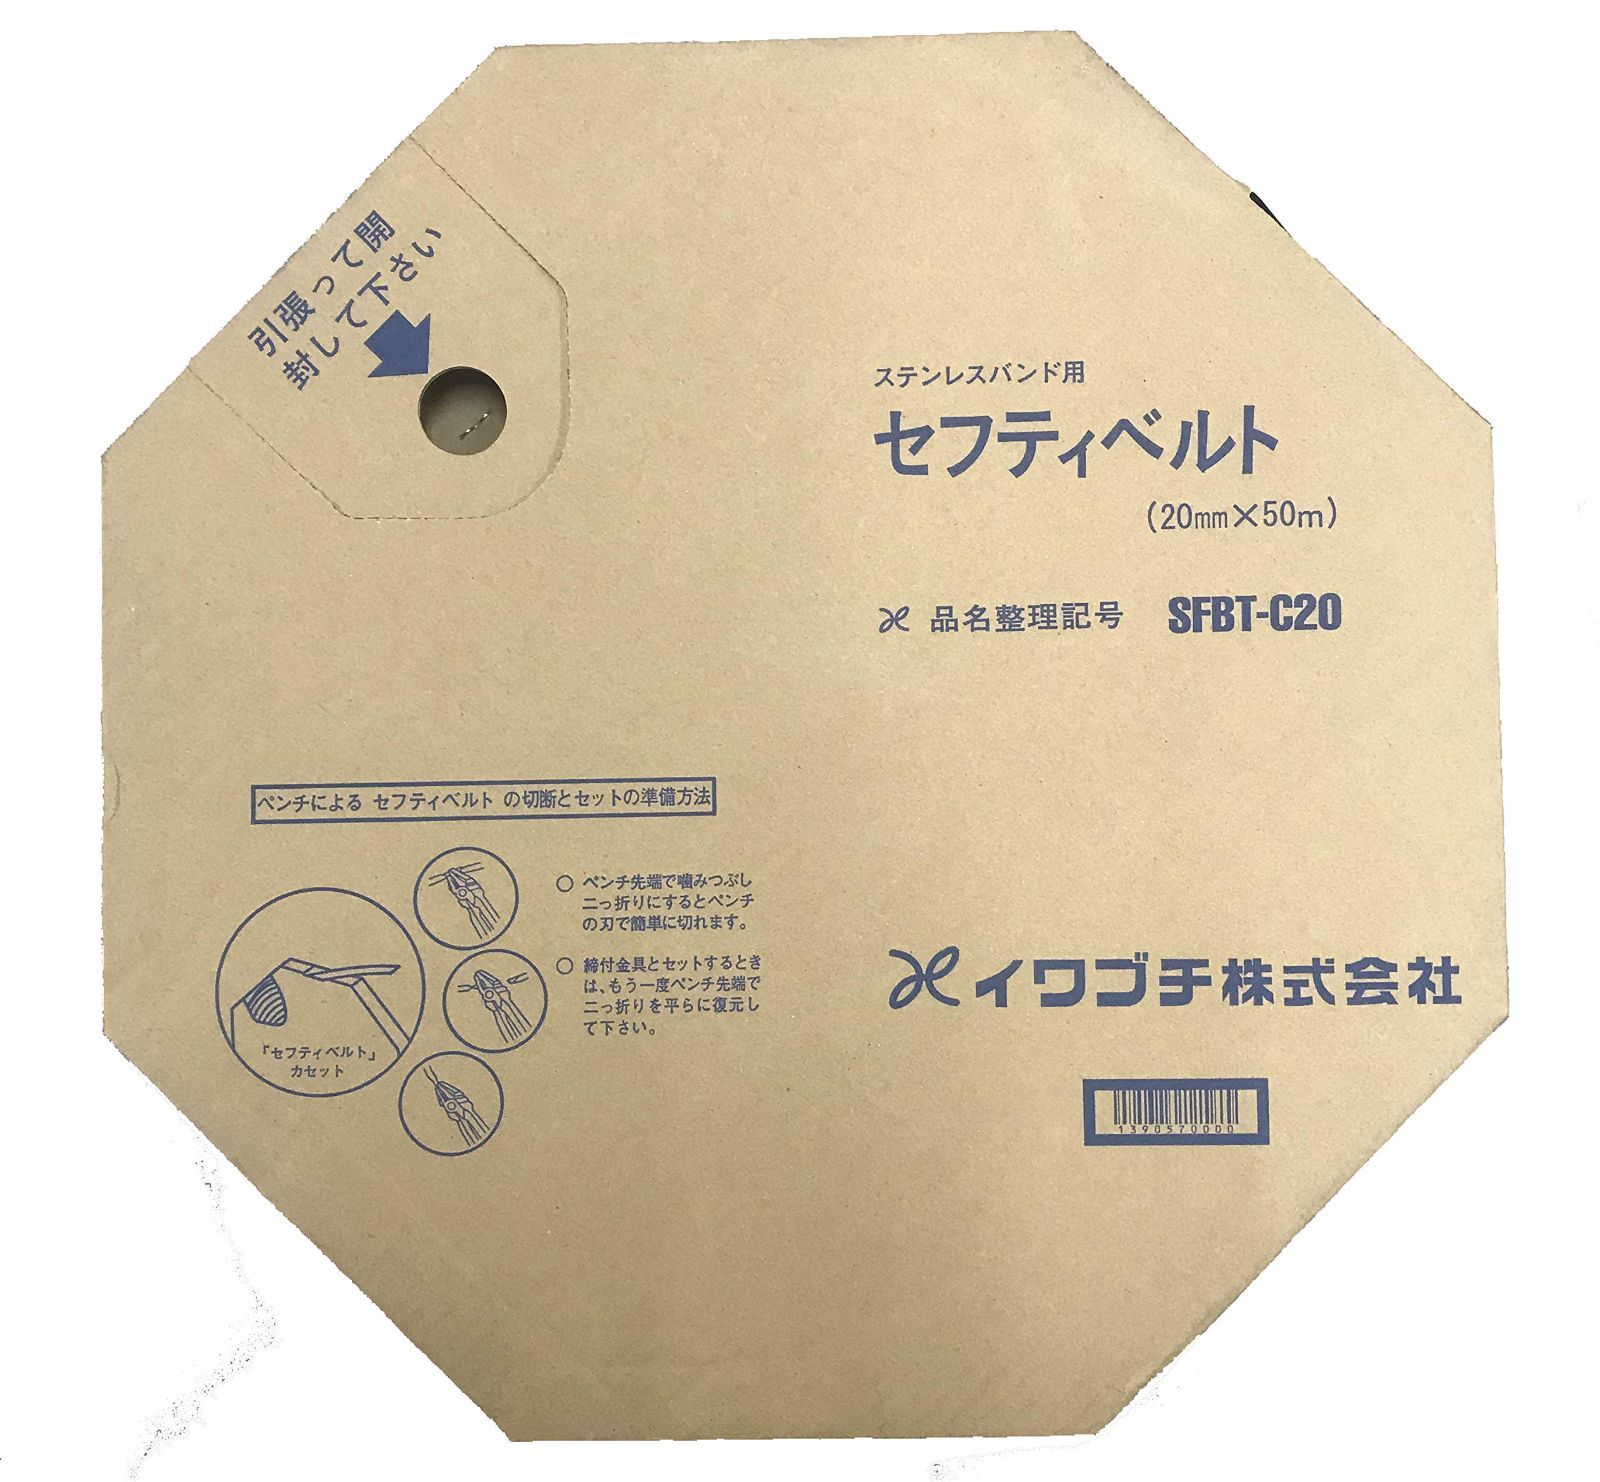 引張って開
封して下さい
ステンレスバンド用
セフティベルト
(20mm×50m)
品名整理記号 SFBT-C20
ペンチによる セフティベルト の切断とセットの準備方法
○ ペンチ先端で噛みつぶし
二っ折りにするとペンチ
の刃で簡単に切れます。
○ 締付金具とセットするとき
は、もう一度ペンチ先端で
二っ折りを平らに復元し
て下さい。
「セフティベルト」
カセット
イワブチ株式会社
1390570000